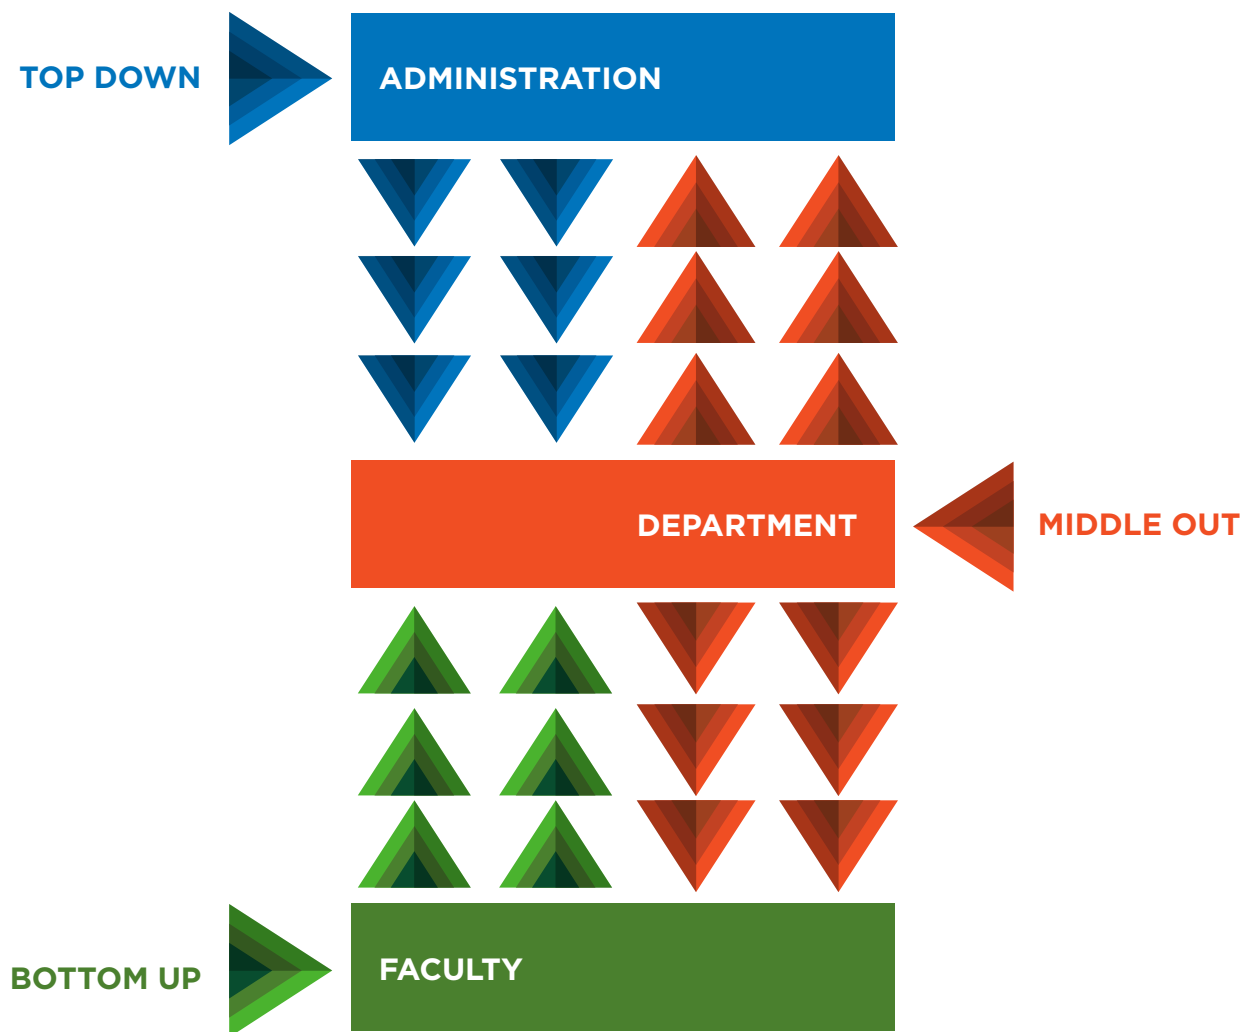 TOP DOWN
ADMINISTRATION
DEPARTMENT
MIDDLE OUT
BOTTOM UP
FACULTY